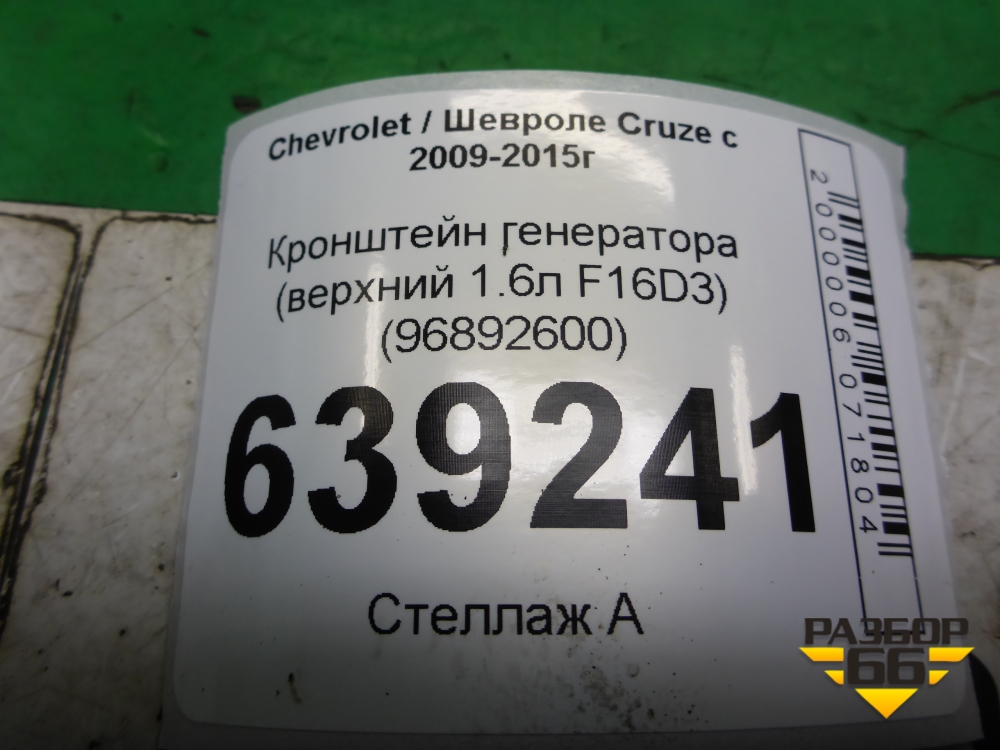 Chevrolet / Шевроле Cruze с
2009-2015г
Кронштейн генератора
(верхний 1.6л F16D3)
(96892600)
639241
Стеллаж А
2000006071804
РАЗБОР
66